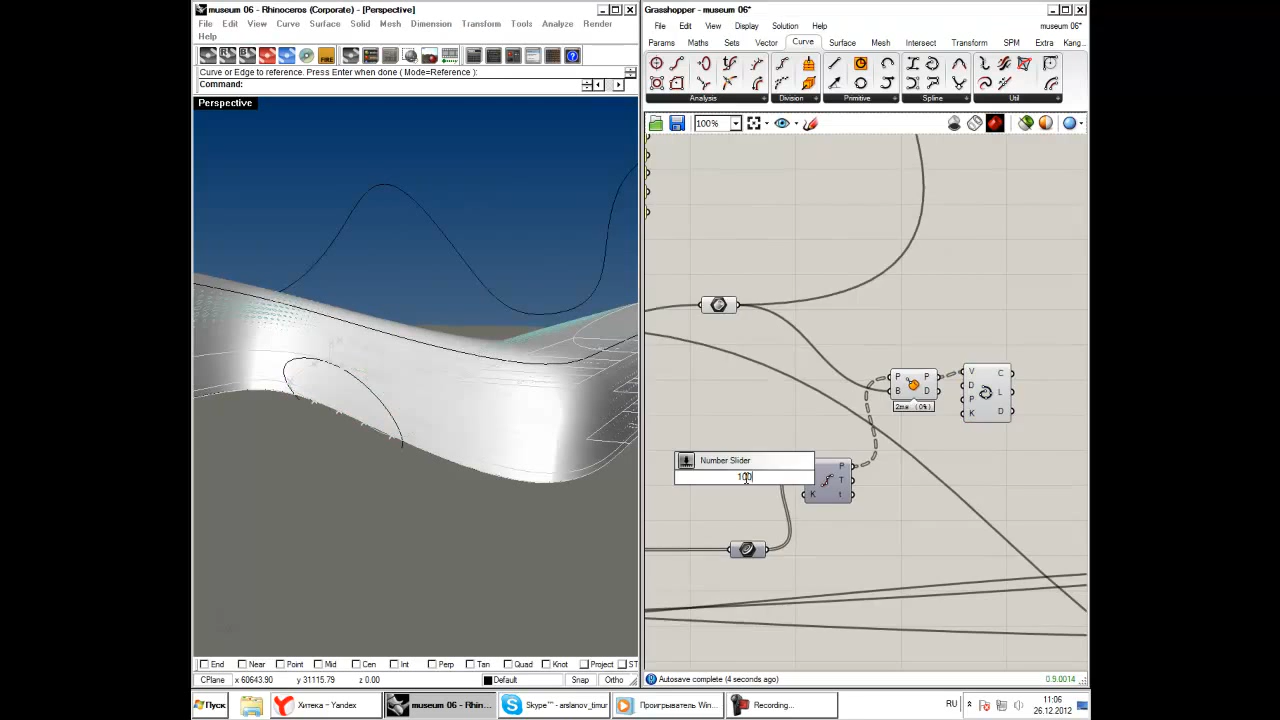 museum 06 - Rhinoceros (Corporate) - [Perspective]
File Edit View Curve Surface Solid Mesh Dimension Transform Tools Analyze Render
Help
Curve or Edge to reference. Press Enter when done ( Mode=Reference ):
Command:
Perspective
End Near Point Mid Cen Int Perp Tan Quad Knot Project ST
CPlane x 60643.90 y 31115.79 z 0.00 Default Snap Ortho
Grasshopper - museum 06*
File Edit View Display Solution Help
museum 06*
Params Maths Sets Vector Curve Surface Mesh Intersect Transform SPM Extra Kang
Analysis Division Primitive Spline Util
100%
P B P D
2ms (0%)
V D P K C L D
Number Slider
100
K P T t
Autosave complete (4 seconds ago)
0.9.0014
Пуск
Хитека – Yandex
museum 06 - Rhin...
Skype™ - arslanov_timur
Проигрыватель Win...
Recording...
RU
11:06
26.12.2012